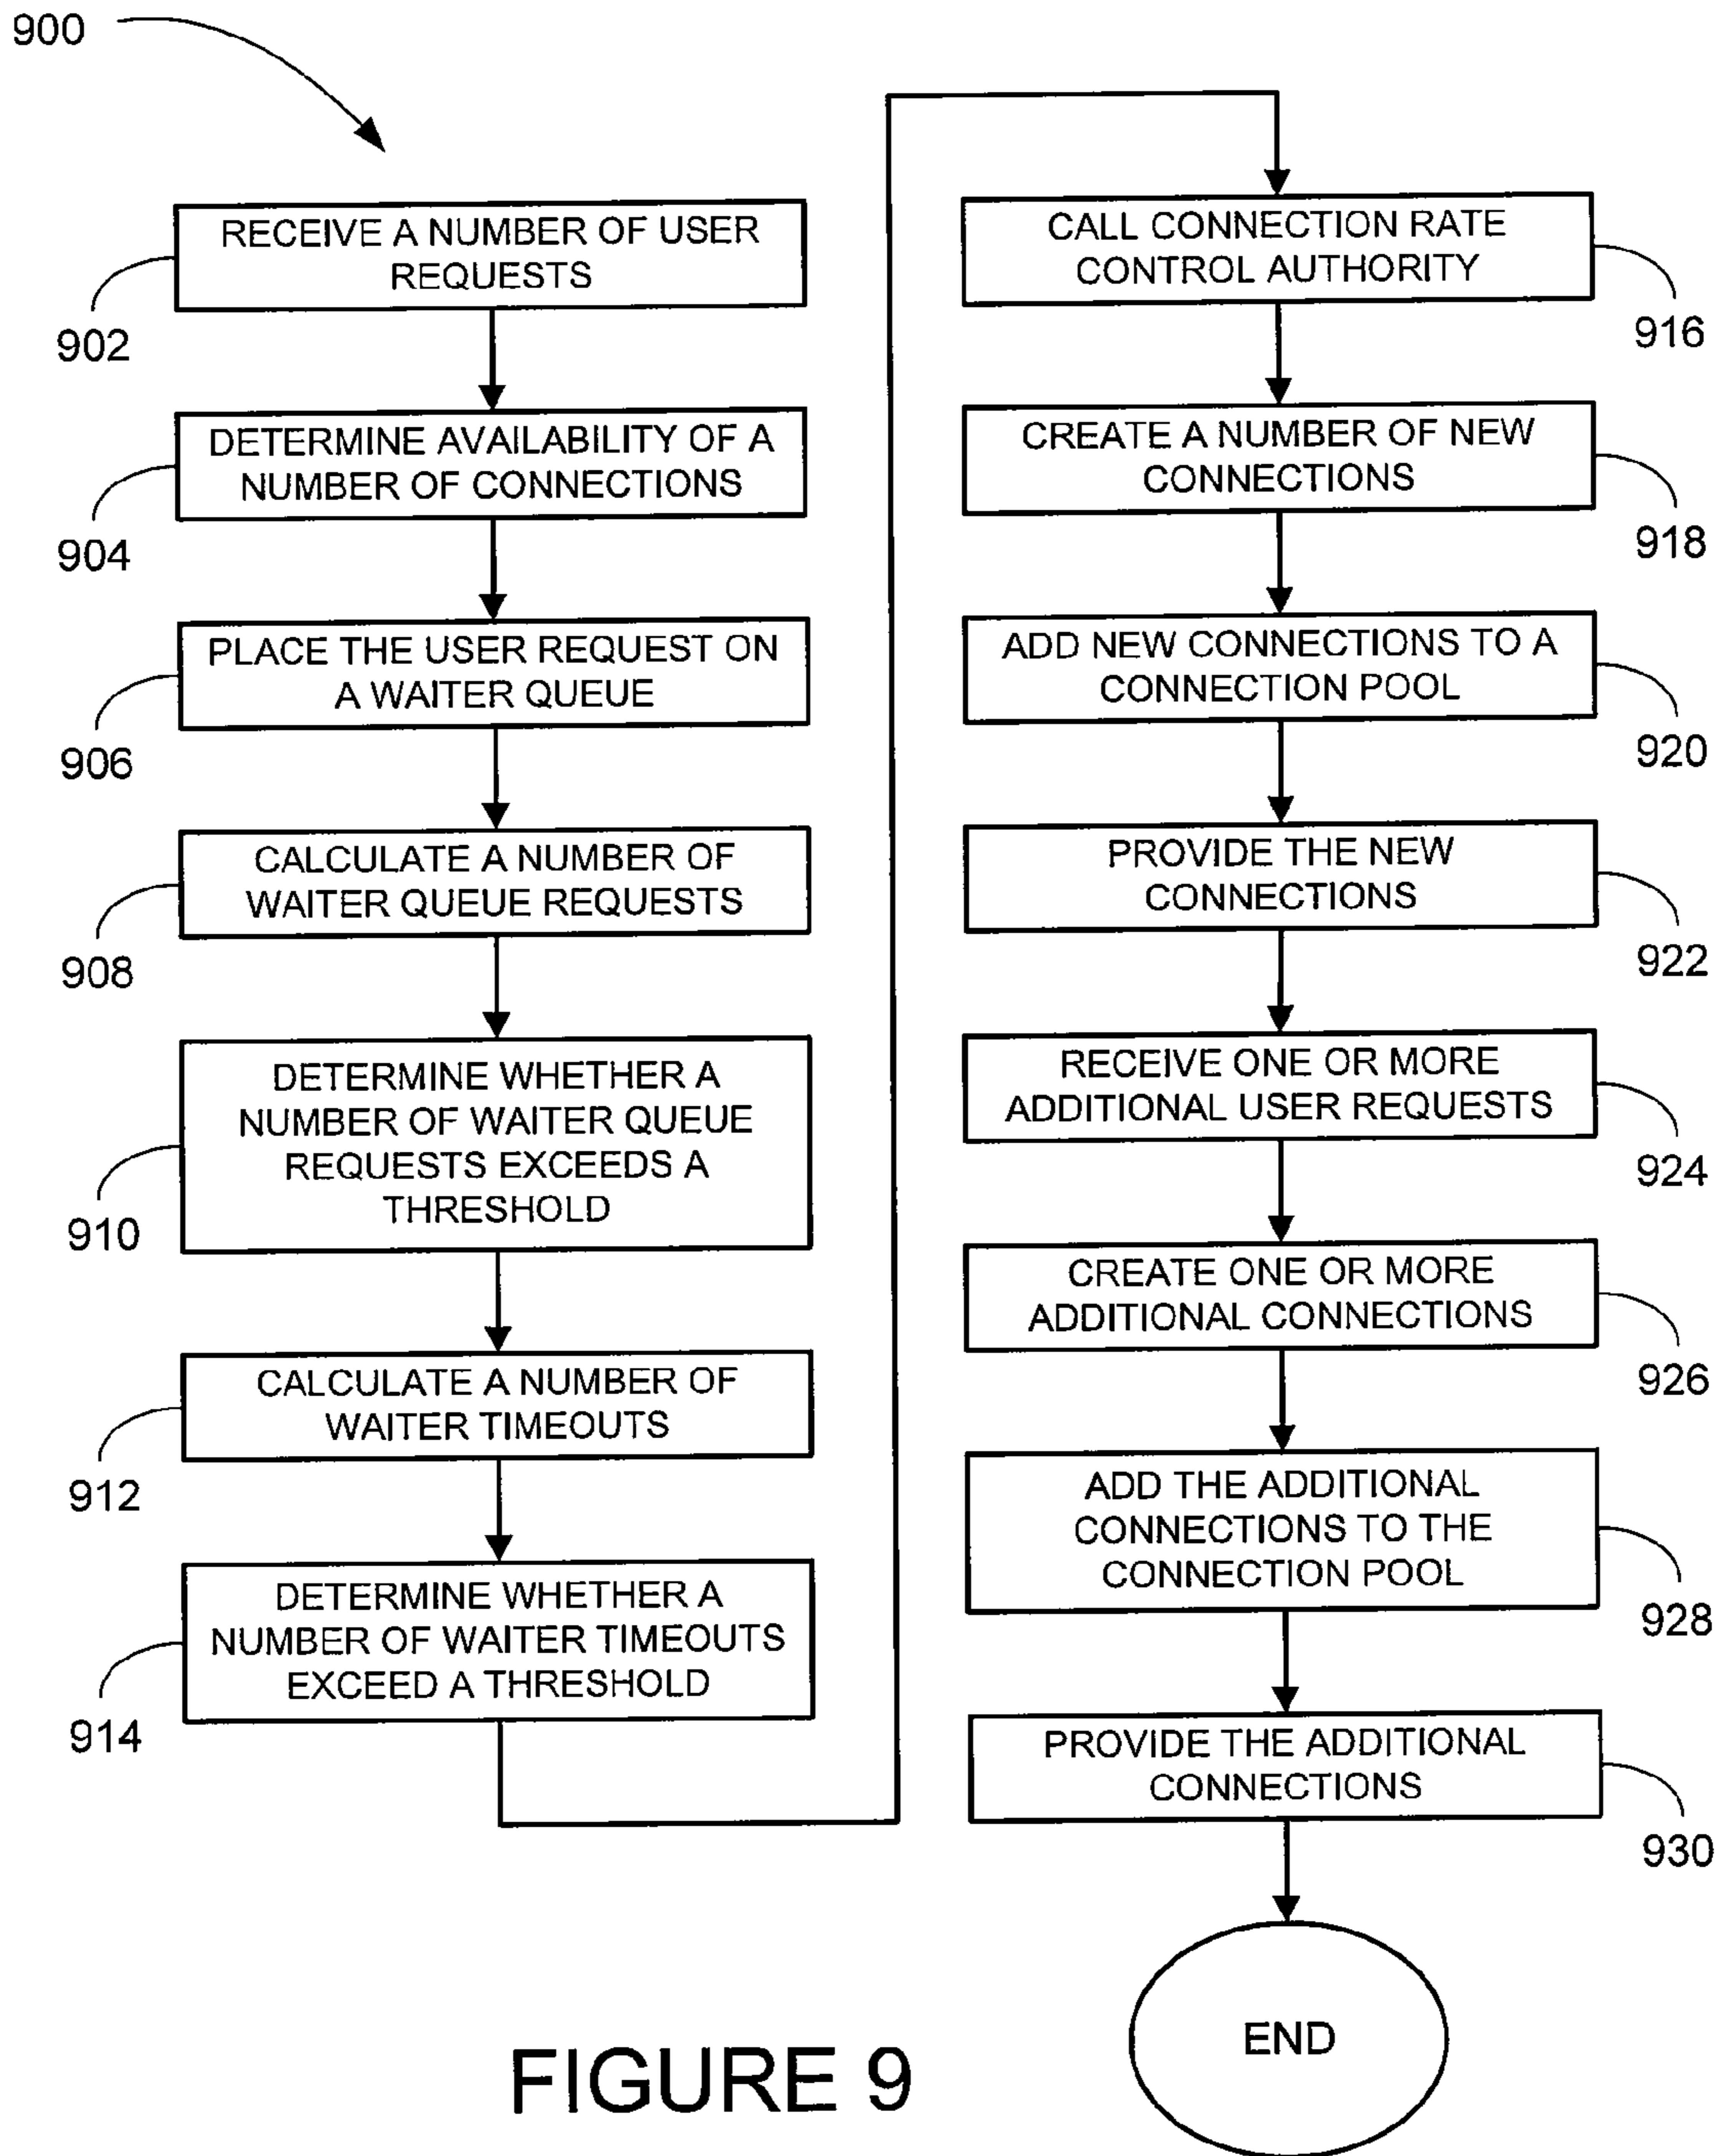 900
RECEIVE A NUMBER OF USER
REQUESTS
902
DETERMINE AVAILABILITY OF A
NUMBER OF CONNECTIONS
904
PLACE THE USER REQUEST ON
A WAITER QUEUE
906
CALCULATE A NUMBER OF
WAITER QUEUE REQUESTS
908
DETERMINE WHETHER A
NUMBER OF WAITER QUEUE
REQUESTS EXCEEDS A
THRESHOLD
910
CALCULATE A NUMBER OF
WAITER TIMEOUTS
912
DETERMINE WHETHER A
NUMBER OF WAITER TIMEOUTS
EXCEED A THRESHOLD
914
CALL CONNECTION RATE
CONTROL AUTHORITY
916
CREATE A NUMBER OF NEW
CONNECTIONS
918
ADD NEW CONNECTIONS TO A
CONNECTION POOL
920
PROVIDE THE NEW
CONNECTIONS
922
RECEIVE ONE OR MORE
ADDITIONAL USER REQUESTS
924
CREATE ONE OR MORE
ADDITIONAL CONNECTIONS
926
ADD THE ADDITIONAL
CONNECTIONS TO THE
CONNECTION POOL
928
PROVIDE THE ADDITIONAL
CONNECTIONS
930
END
FIGURE 9